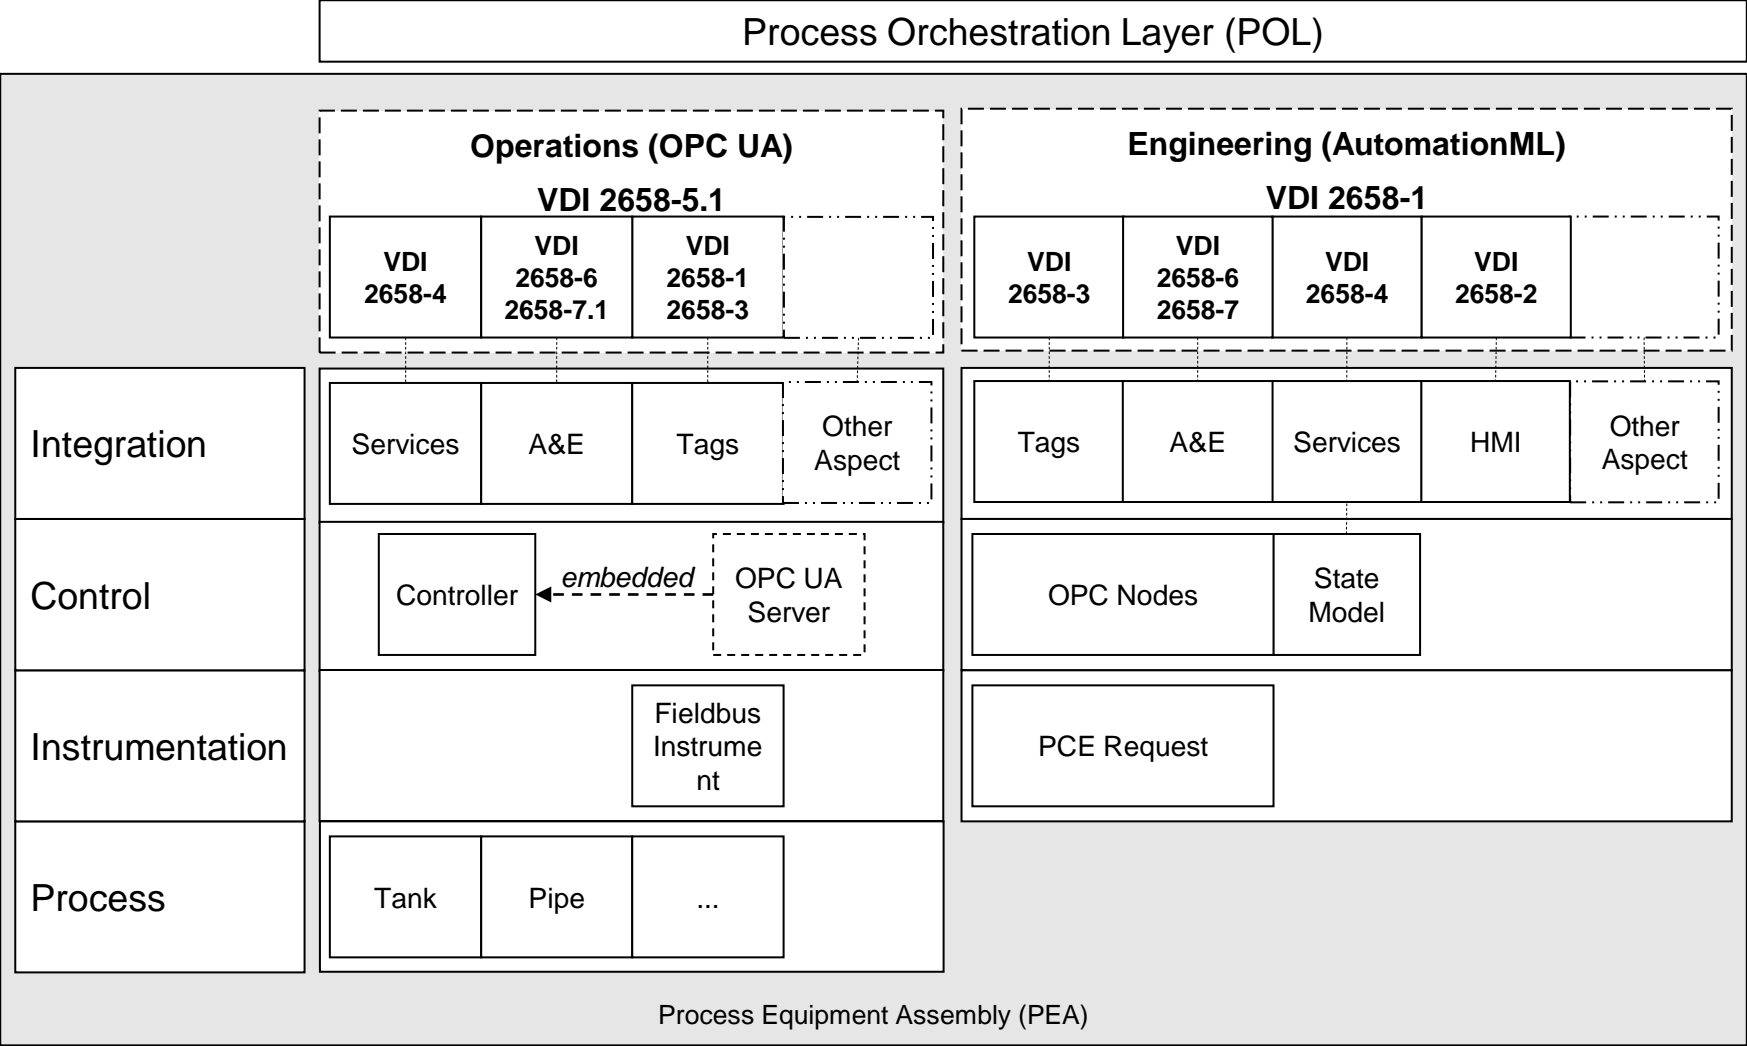 Process Orchestration Layer (POL)
Operations (OPC UA)
VDI 2658-5.1
VDI
2658-4
VDI
2658-6
2658-7.1
VDI
2658-1
2658-3
Engineering (AutomationML)
VDI 2658-1
VDI
2658-3
VDI
2658-6
2658-7
VDI
2658-4
VDI
2658-2
Integration
Services
A&E
Tags
Other
Aspect
Tags
A&E
Services
HMI
Other
Aspect
Control
Controller
embedded
OPC UA
Server
OPC Nodes
State
Model
Instrumentation
Fieldbus
Instrume
nt
PCE Request
Process
Tank
Pipe
...
Process Equipment Assembly (PEA)